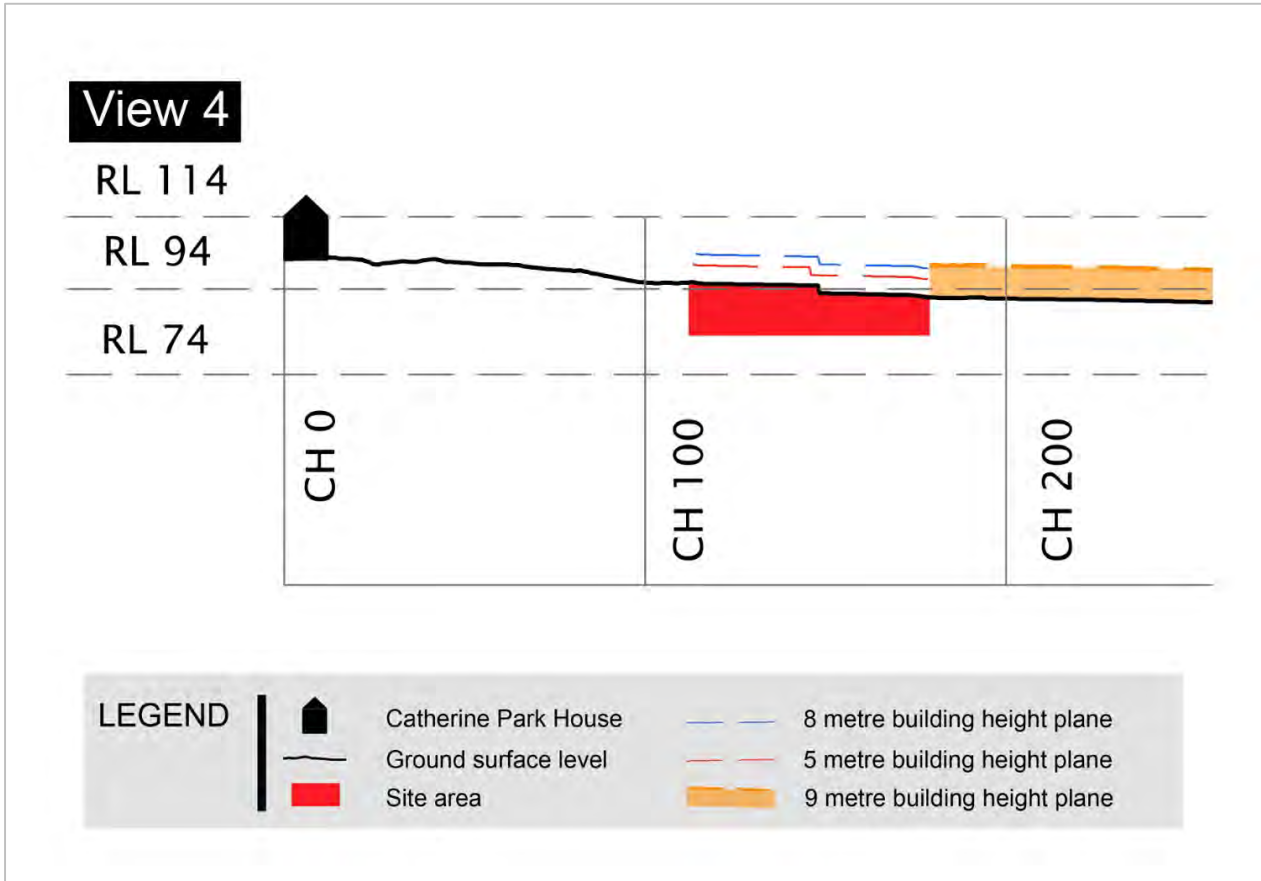 View 4
RL 114
RL 94
RL 74
CH 0
CH 100
CH 200
LEGEND
Catherine Park House
Ground surface level
Site area
8 metre building height plane
5 metre building height plane
9 metre building height plane